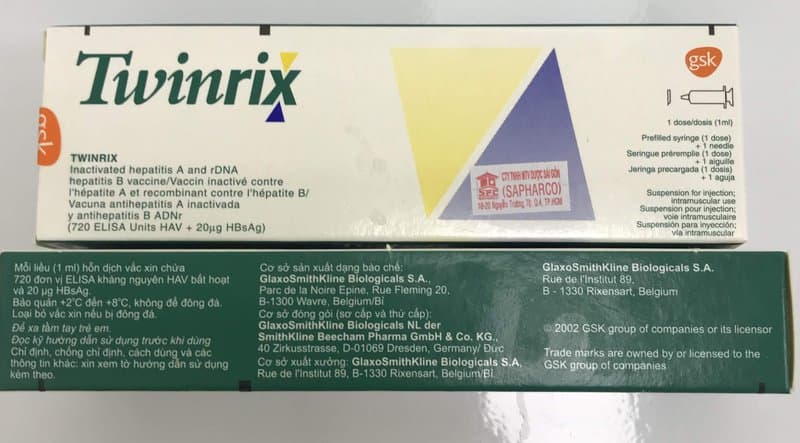 Twinrix
gsk
gsk
1 dose/dosis (1ml)
Prefilled syringe (1 dose)
+ 1 needle
Seringue préremplie (1 dose)
+ 1 aiguille
Jeringa precargada (1 dosis)
+ 1 aguja
Suspension for injection;
intramuscular use
Suspension pour injection;
voie intramusculaire
Suspensión para inyección;
vía intramuscular
TWINRIX
Inactivated hepatitis A and rDNA
hepatitis B vaccine/Vaccin inactivé contre
l'hépatite A et recombinant contre l'hépatite B/
Vacuna antihepatitis A inactivada
y antihepatitis B ADNr
(720 ELISA Units HAV + 20µg HBsAg)
CTY TNHH MTV DƯỢC SÀI GÒN
(SAPHARCO)
SPC
18-20 Nguyễn Trường Tộ Q.4, TP.HCM
Mỗi liều (1 ml) hỗn dịch vắc xin chứa
720 đơn vị ELISA kháng nguyên HAV bất hoạt
và 20 µg HBsAg.
Bảo quản +2°C đến +8°C, không để đông đá.
Loại bỏ vắc xin nếu bị đông đá.
Để xa tầm tay trẻ em.
Đọc kỹ hướng dẫn sử dụng trước khi dùng
Chỉ định, chống chỉ định, cách dùng và các
thông tin khác: xin xem tờ hướng dẫn sử dụng
kèm theo.
Cơ sở sản xuất dạng bào chế:
GlaxoSmithKline Biologicals S.A.,
Parc de la Noire Epine, Rue Fleming 20,
B-1300 Wavre, Belgium/Bỉ
Cơ sở đóng gói (sơ cấp và thứ cấp):
GlaxoSmithKline Biologicals NL der
SmithKline Beecham Pharma GmbH & Co. KG.,
40 Zirkusstrasse, D-01069 Dresden, Germany/ Đức
Cơ sở xuất xưởng: GlaxoSmithKline Biologicals S.A.
Rue de l'Institut 89, B-1330 Rixensart, Belgium/Bỉ
GlaxoSmithKline Biologicals S.A.
Rue de l'Institut 89,
B - 1330 Rixensart, Belgium
© 2002 GSK group of companies or its licensor
Trade marks are owned by or licensed to the
GSK group of companies